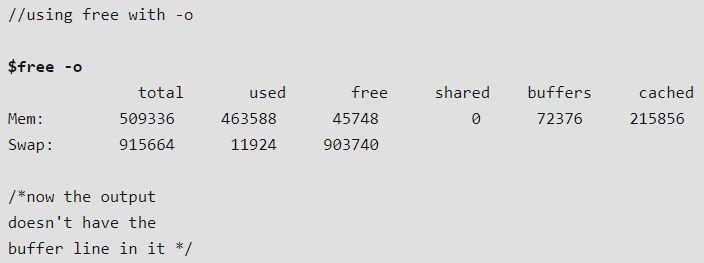 //using free with -o
$free -o
total used free shared buffers cached
Mem: 509336 463588 45748 0 72376 215856
Swap: 915664 11924 903740
/*now the output
doesn't have the
buffer line in it */